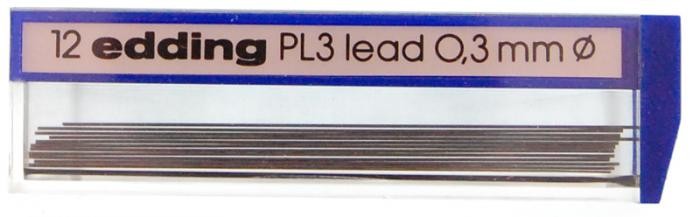 12 edding PL3 lead 0,3 mm ø